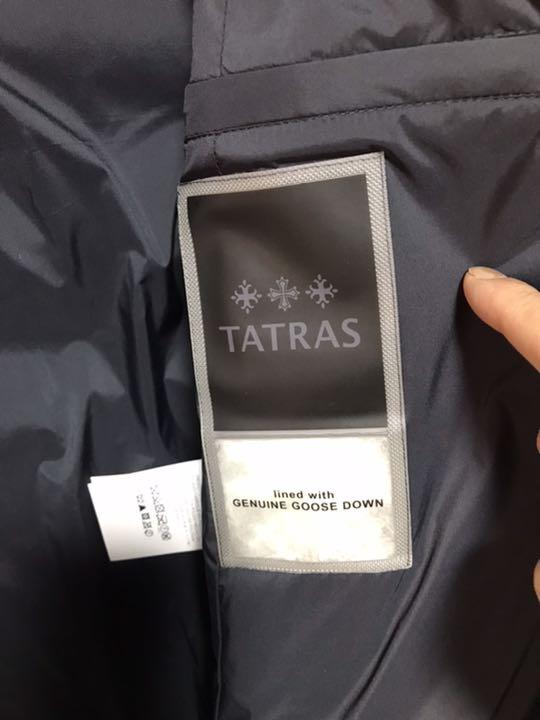 TATRAS
lined with
GENUINE GOOSE DOWN